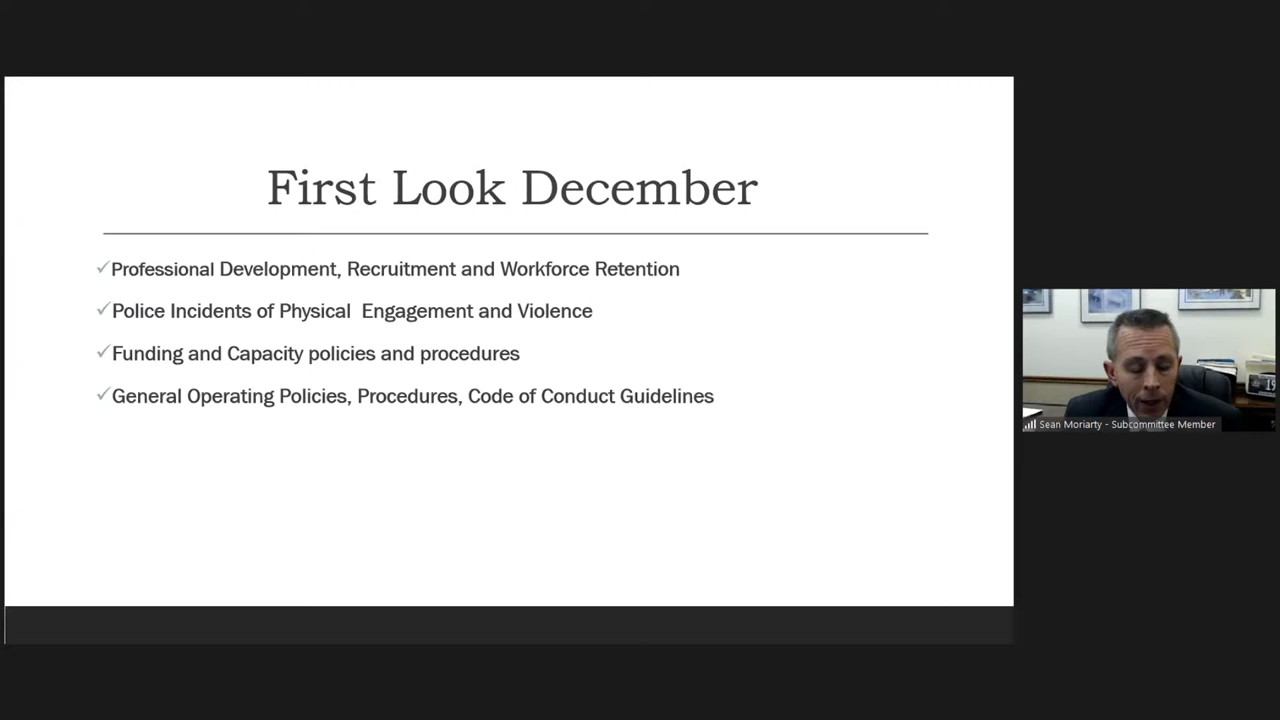 First Look December
✓Professional Development, Recruitment and Workforce Retention
✓Police Incidents of Physical  Engagement and Violence
✓Funding and Capacity policies and procedures
✓General Operating Policies, Procedures, Code of Conduct Guidelines
19
Sean Moriarty - Subcommittee Member